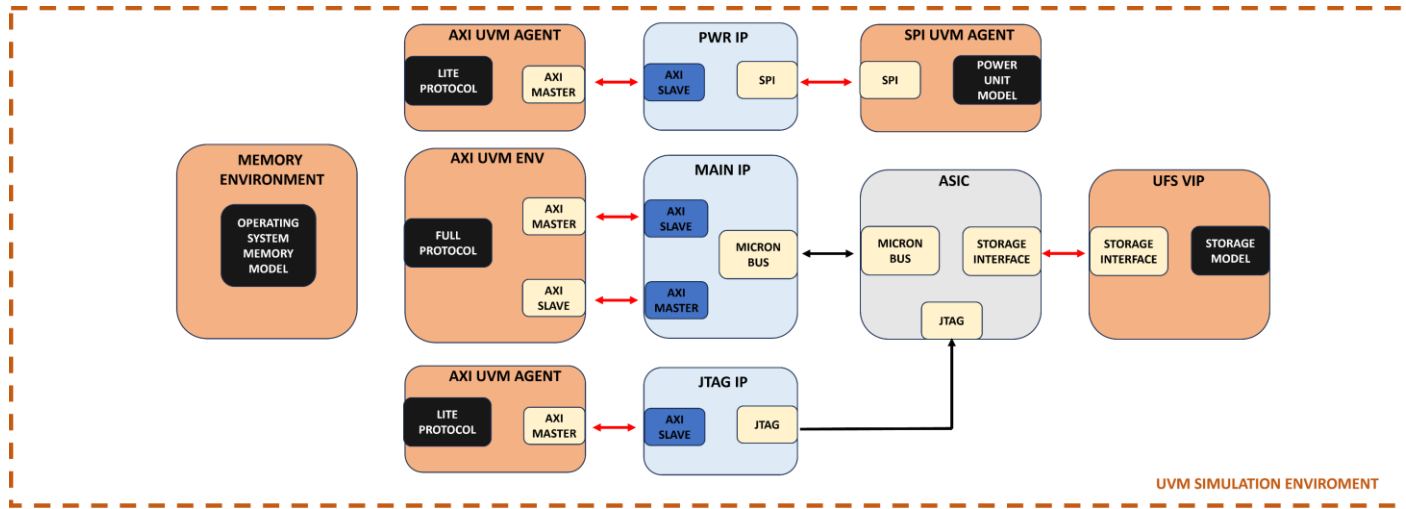 AXI UVM AGENT
LITE
PROTOCOL
AXI
MASTER
PWR IP
AXI
SLAVE
SPI
SPI UVM AGENT
SPI
POWER
UNIT
MODEL
MEMORY
ENVIRONMENT
OPERATING
SYSTEM
MEMORY
MODEL
AXI UVM ENV
FULL
PROTOCOL
AXI
MASTER
AXI
SLAVE
MAIN IP
AXI
SLAVE
MICRON
BUS
AXI
MASTER
ASIC
MICRON
BUS
STORAGE
INTERFACE
JTAG
UFS VIP
STORAGE
INTERFACE
STORAGE
MODEL
AXI UVM AGENT
LITE
PROTOCOL
AXI
MASTER
JTAG IP
AXI
SLAVE
JTAG
UVM SIMULATION ENVIROMENT